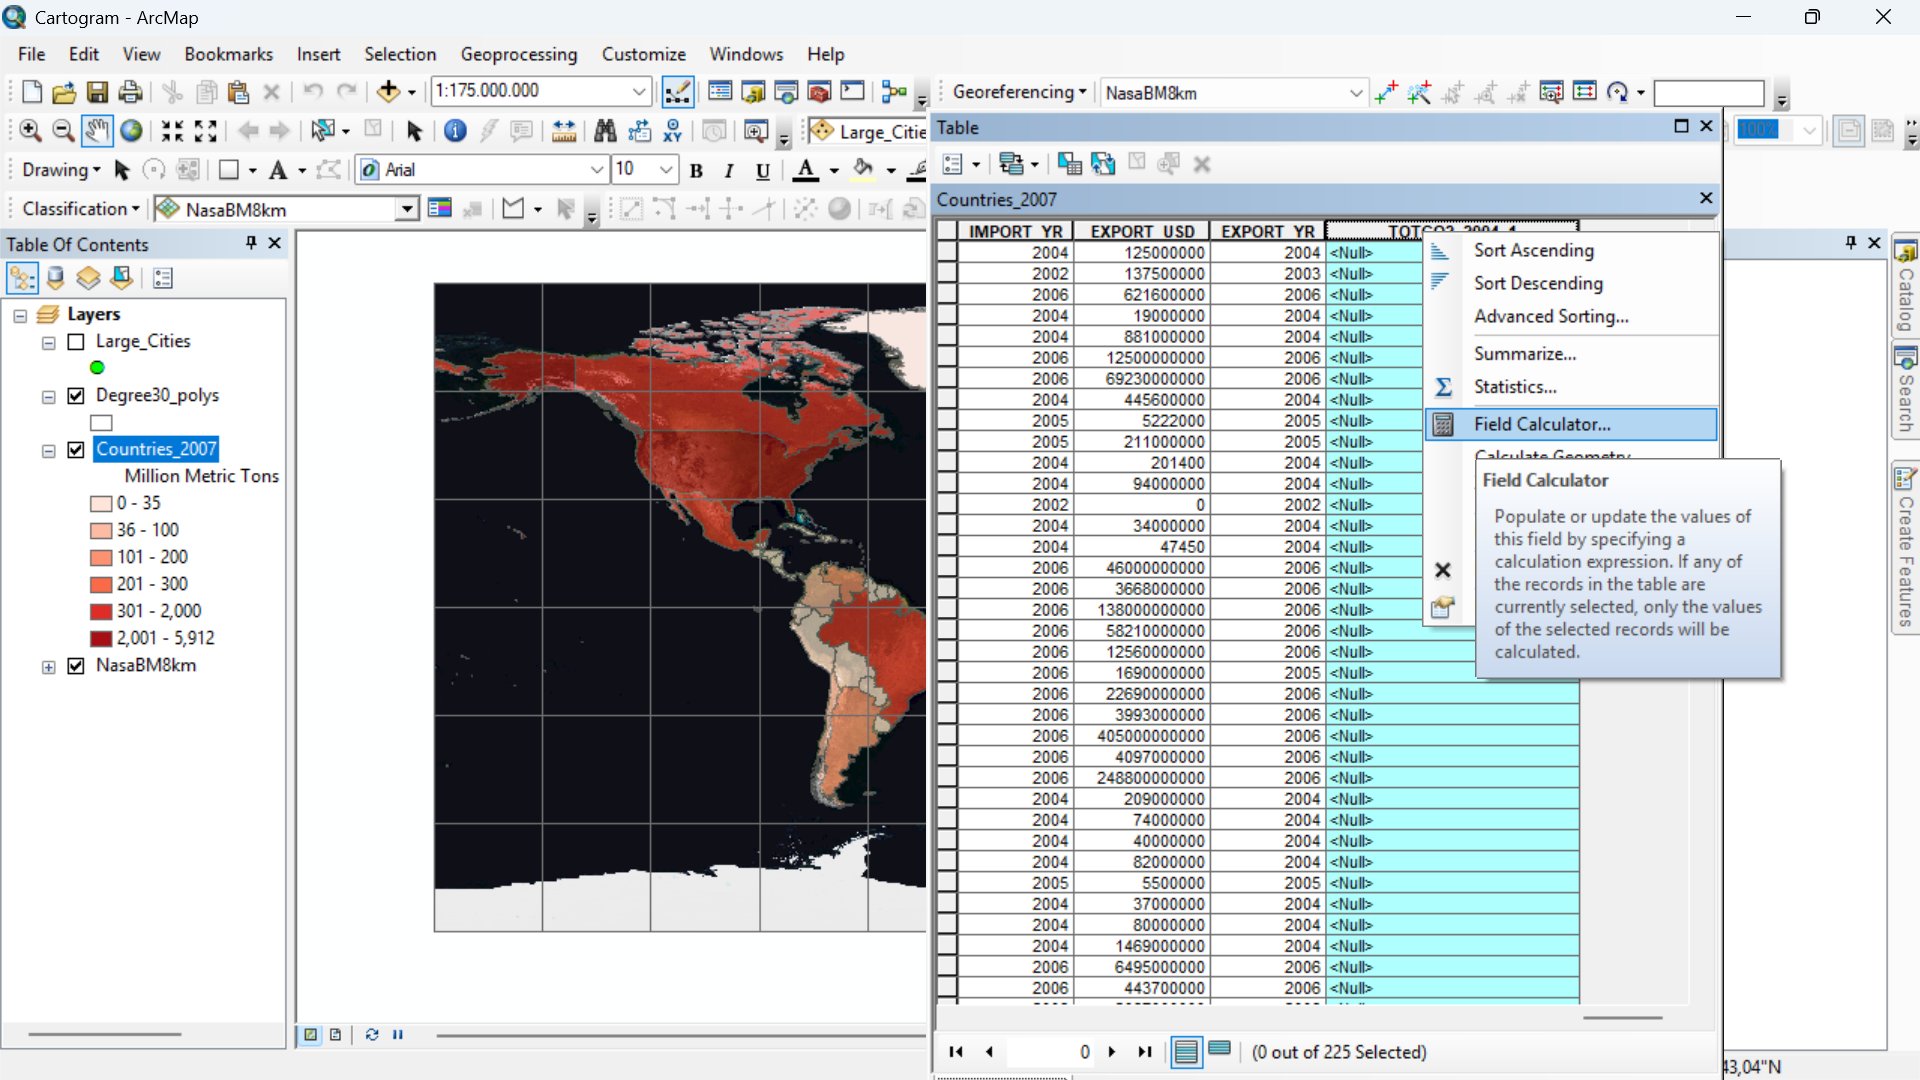 Cartogram - ArcMap
File Edit View Bookmarks Insert Selection Geoprocessing Customize Windows Help
1:175.000.000
Georeferencing NasaBM8km
Large_Citie
Table
100%
Drawing Arial 10 B I U A
Classification NasaBM8km
Countries_2007
Table Of Contents
Layers
Large_Cities
Degree30_polys
Countries_2007
Million Metric Tons
0 - 35
36 - 100
101 - 200
201 - 300
301 - 2,000
2,001 - 5,912
NasaBM8km
IMPORT_YR EXPORT_USD EXPORT_YR
2004 125000000 2004 <Null>
2002 137500000 2003 <Null>
2006 621600000 2006 <Null>
2004 19000000 2004 <Null>
2004 881000000 2004 <Null>
2006 12500000000 2006 <Null>
2006 69230000000 2006 <Null>
2004 445600000 2004 <Null>
2005 5222000 2005 <Null>
2005 211000000 2005 <Null>
2004 201400 2004 <Null>
2004 94000000 2004 <Null>
2002 0 2002 <Null>
2004 34000000 2004 <Null>
2004 47450 2004 <Null>
2006 46000000000 2006 <Null>
2006 3668000000 2006 <Null>
2006 138000000000 2006 <Null>
2006 58210000000 2006 <Null>
2006 12560000000 2006 <Null>
2006 1690000000 2005 <Null>
2006 22690000000 2006 <Null>
2006 3993000000 2006 <Null>
2006 405000000000 2006 <Null>
2006 4097000000 2006 <Null>
2006 248800000000 2006 <Null>
2004 209000000 2004 <Null>
2004 74000000 2004 <Null>
2004 40000000 2004 <Null>
2004 82000000 2004 <Null>
2005 5500000 2005 <Null>
2004 37000000 2004 <Null>
2004 80000000 2004 <Null>
2004 1469000000 2004 <Null>
2006 6495000000 2006 <Null>
2006 443700000 2006 <Null>
Sort Ascending
Sort Descending
Advanced Sorting...
Summarize...
Statistics...
Field Calculator...
Calculate Geometry
Field Calculator
Populate or update the values of
this field by specifying a
calculation expression. If any of
the records in the table are
currently selected, only the values
of the selected records will be
calculated.
Catalog
Search
Create Features
0 (0 out of 225 Selected)
43,04"N